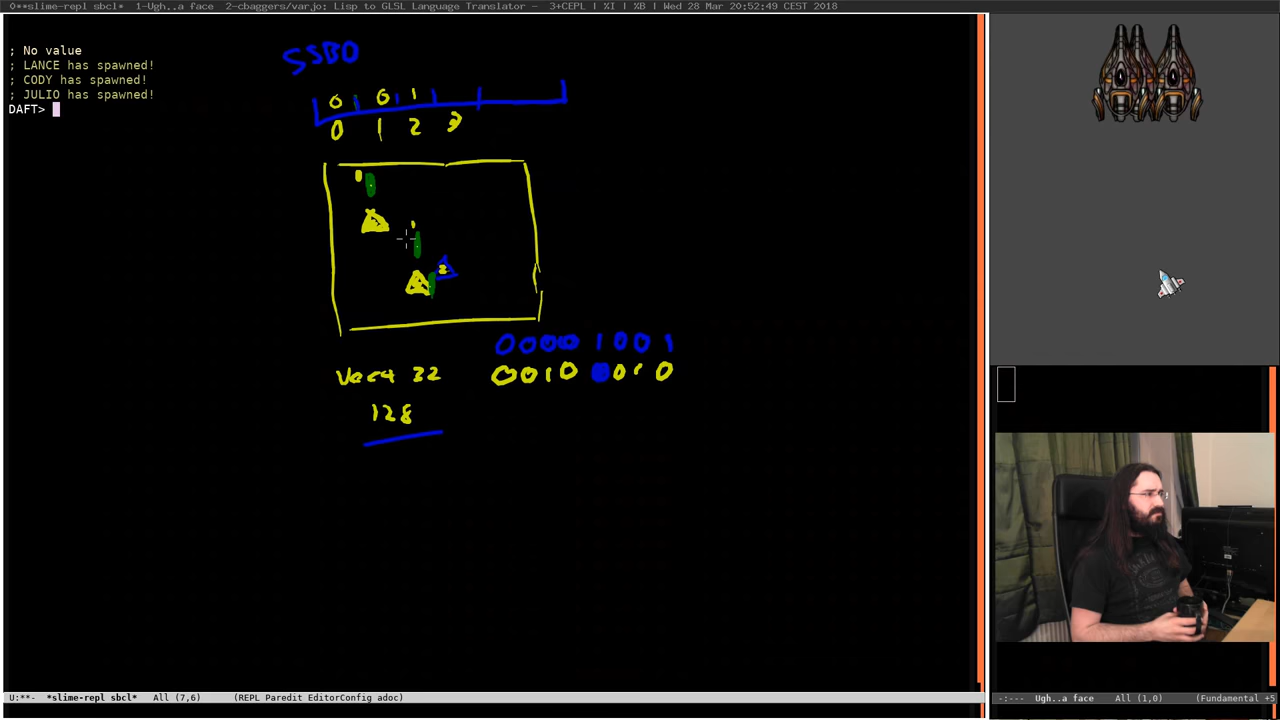 0**slime-repl sbcl* 1-Ugh..a face 2-cbaggers/varjo: Lisp to GLSL Language Translator – 3+CEPL | %I | %B | Wed 28 Mar 20:52:49 CEST 2018
; No value
; LANCE has spawned!
; CODY has spawned!
; JULIO has spawned!
DAFT>
SSBO
0 0 1
0 1 2 3
2
0000 1001
Vec4 32
0010 010
128
U:**- *slime-repl sbcl* All (7,6) (REPL Paredit EditorConfig adoc)
-:--- Ugh..a face All (1,0) (Fundamental +5